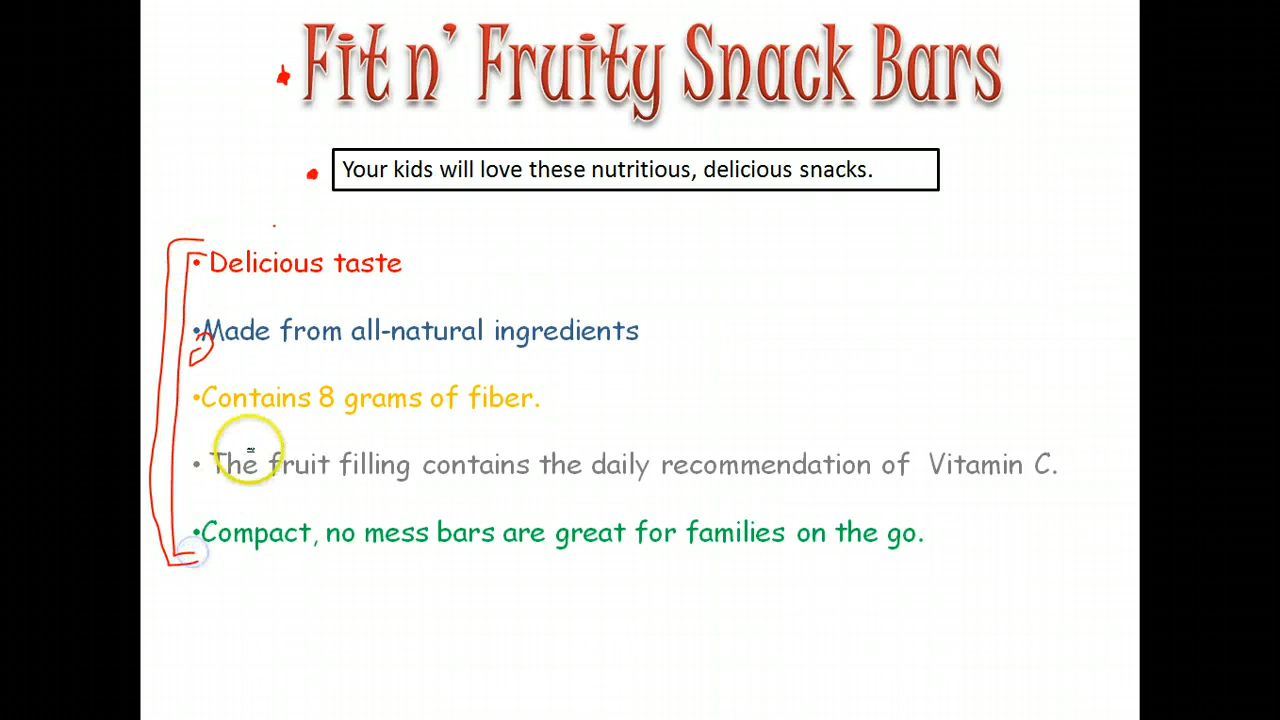 Fit n' Fruity Snack Bars
Your kids will love these nutritious, delicious snacks.
• Delicious taste
•Made from all-natural ingredients
•Contains 8 grams of fiber.
• The fruit filling contains the daily recommendation of Vitamin C.
•Compact, no mess bars are great for families on the go.